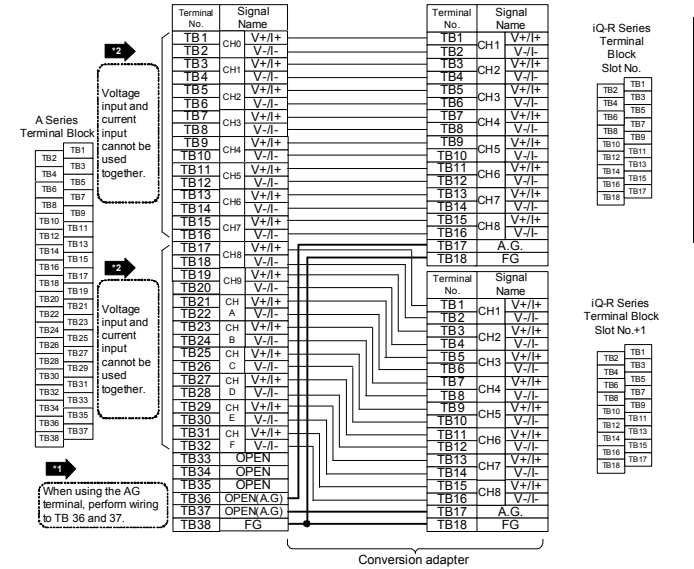 Terminal No. Signal Name
TB1 CH0 V+/I+
TB2 V-/I-
TB3 CH1 V+/I+
TB4 V-/I-
TB5 CH2 V+/I+
TB6 V-/I-
TB7 CH3 V+/I+
TB8 V-/I-
TB9 CH4 V+/I+
TB10 V-/I-
TB11 CH5 V+/I+
TB12 V-/I-
TB13 CH6 V+/I+
TB14 V-/I-
TB15 CH7 V+/I+
TB16 V-/I-
TB17 CH8 V+/I+
TB18 V-/I-
TB19 CH9 V+/I+
TB20 V-/I-
TB21 CH A V+/I+
TB22 V-/I-
TB23 CH B V+/I+
TB24 V-/I-
TB25 CH C V+/I+
TB26 V-/I-
TB27 CH D V+/I+
TB28 V-/I-
TB29 CH E V+/I+
TB30 V-/I-
TB31 CH F V+/I+
TB32 V-/I-
TB33 OPEN
TB34 OPEN
TB35 OPEN
TB36 OPEN(A.G)
TB37 OPEN(A.G)
TB38 FG
Terminal No. Signal Name
TB1 CH1 V+/I+
TB2 V-/I-
TB3 CH2 V+/I+
TB4 V-/I-
TB5 CH3 V+/I+
TB6 V-/I-
TB7 CH4 V+/I+
TB8 V-/I-
TB9 CH5 V+/I+
TB10 V-/I-
TB11 CH6 V+/I+
TB12 V-/I-
TB13 CH7 V+/I+
TB14 V-/I-
TB15 CH8 V+/I+
TB16 V-/I-
TB17 A.G.
TB18 FG
Terminal No. Signal Name
TB1 CH1 V+/I+
TB2 V-/I-
TB3 CH2 V+/I+
TB4 V-/I-
TB5 CH3 V+/I+
TB6 V-/I-
TB7 CH4 V+/I+
TB8 V-/I-
TB9 CH5 V+/I+
TB10 V-/I-
TB11 CH6 V+/I+
TB12 V-/I-
TB13 CH7 V+/I+
TB14 V-/I-
TB15 CH8 V+/I+
TB16 V-/I-
TB17 A.G.
TB18 FG
*2
Voltage
input and
current
input
cannot be
used
together.
*2
Voltage
input and
current
input
cannot be
used
together.
A Series
Terminal Block
TB1
TB2
TB3
TB4
TB5
TB6
TB7
TB8
TB9
TB10
TB11
TB12
TB13
TB14
TB15
TB16
TB17
TB18
TB19
TB20
TB21
TB22
TB23
TB24
TB25
TB26
TB27
TB28
TB29
TB30
TB31
TB32
TB33
TB34
TB35
TB36
TB37
TB38
*1
When using the AG
terminal, perform wiring
to TB 36 and 37.
iQ-R Series
Terminal
Block
Slot No.
TB1
TB2
TB3
TB4
TB5
TB6
TB7
TB8
TB9
TB10
TB11
TB12
TB13
TB14
TB15
TB16
TB17
TB18
iQ-R Series
Terminal Block
Slot No.+1
TB1
TB2
TB3
TB4
TB5
TB6
TB7
TB8
TB9
TB10
TB11
TB12
TB13
TB14
TB15
TB16
TB17
TB18
Conversion adapter